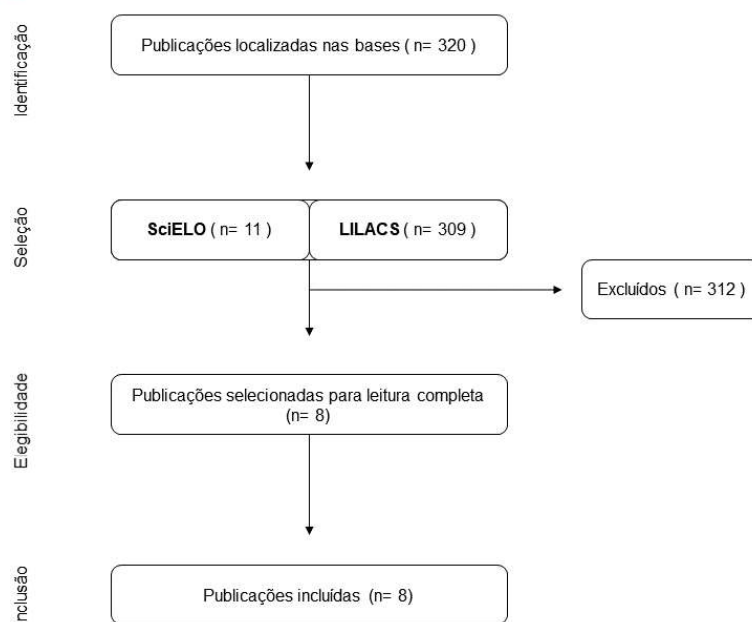 Identificação
Publicações localizadas nas bases ( n= 320 )
Seleção
SciELO ( n= 11 )
LILACS ( n= 309 )
Excluídos ( n= 312 )
Elegibilidade
Publicações selecionadas para leitura completa
(n= 8)
nclusão
Publicações incluídas (n= 8)